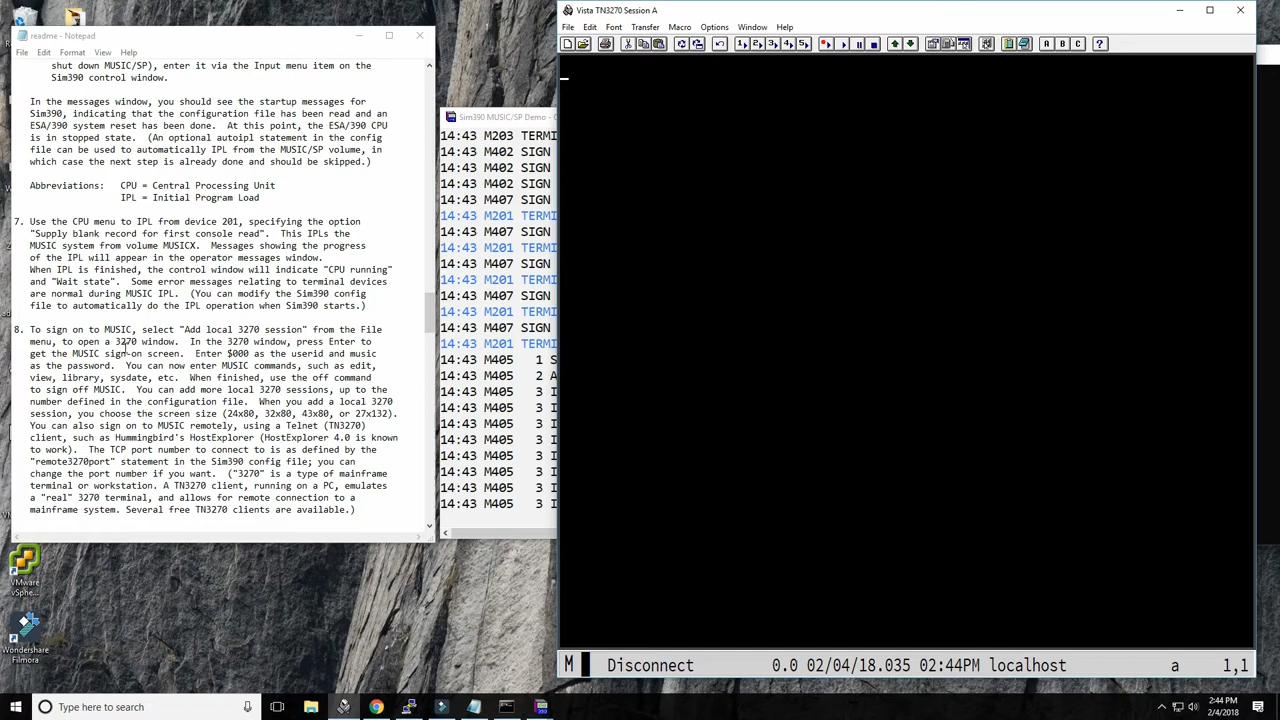 readme - Notepad
File Edit Format View Help
shut down MUSIC/SP), enter it via the Input menu item on the
Sim390 control window.
In the messages window, you should see the startup messages for
Sim390, indicating that the configuration file has been read and an
ESA/390 system reset has been done.  At this point, the ESA/390 CPU
is in stopped state.  (An optional autoipl statement in the config
file can be used to automatically IPL from the MUSIC/SP volume, in
which case the next step is already done and should be skipped.)
Abbreviations:   CPU = Central Processing Unit
IPL = Initial Program Load
7. Use the CPU menu to IPL from device 201, specifying the option
"Supply blank record for first console read".  This IPLs the
MUSIC system from volume MUSICX.  Messages showing the progress
of the IPL will appear in the operator messages window.
When IPL is finished, the control window will indicate "CPU running"
and "Wait state".  Some error messages relating to terminal devices
are normal during MUSIC IPL.  (You can modify the Sim390 config
file to automatically do the IPL operation when Sim390 starts.)
8. To sign on to MUSIC, select "Add local 3270 session" from the File
menu, to open a 3270 window.  In the 3270 window, press Enter to
get the MUSIC sign-on screen.  Enter $000 as the userid and music
as the password.  You can now enter MUSIC commands, such as edit,
view, library, sysdate, etc.  When finished, use the off command
to sign off MUSIC.  You can add more local 3270 sessions, up to the
number defined in the configuration file.  When you add a local 3270
session, you choose the screen size (24x80, 32x80, 43x80, or 27x132).
You can also sign on to MUSIC remotely, using a Telnet (TN3270)
client, such as Hummingbird's HostExplorer (HostExplorer 4.0 is known
to work).  The TCP port number to connect to is as defined by the
"remote3270port" statement in the Sim390 config file; you can
change the port number if you want.  ("3270" is a type of mainframe
terminal or workstation. A TN3270 client, running on a PC, emulates
a "real" 3270 terminal, and allows for remote connection to a
mainframe system. Several free TN3270 clients are available.)
VMware
vSphe...
Wondershare
Filmora
Sim390 MUSIC/SP Demo -
14:43 M203 TERMI
14:43 M402 SIGN
14:43 M402 SIGN
14:43 M402 SIGN
14:43 M407 SIGN
14:43 M201 TERMI
14:43 M407 SIGN
14:43 M201 TERMI
14:43 M407 SIGN
14:43 M201 TERMI
14:43 M407 SIGN
14:43 M201 TERMI
14:43 M407 SIGN
14:43 M201 TERMI
14:43 M405 1 S
14:43 M405 2 A
14:43 M405 3 I
14:43 M405 3 I
14:43 M405 3 I
14:43 M405 3 I
14:43 M405 3 I
14:43 M405 3 I
14:43 M405 3 I
14:43 M405 3 I
Vista TN3270 Session A
File Edit Font Transfer Macro Options Window Help
1 2 3 4 5 A B C ?
M Disconnect 0.0 02/04/18.035 02:44PM localhost a 1,1
Type here to search
2:44 PM
2/4/2018